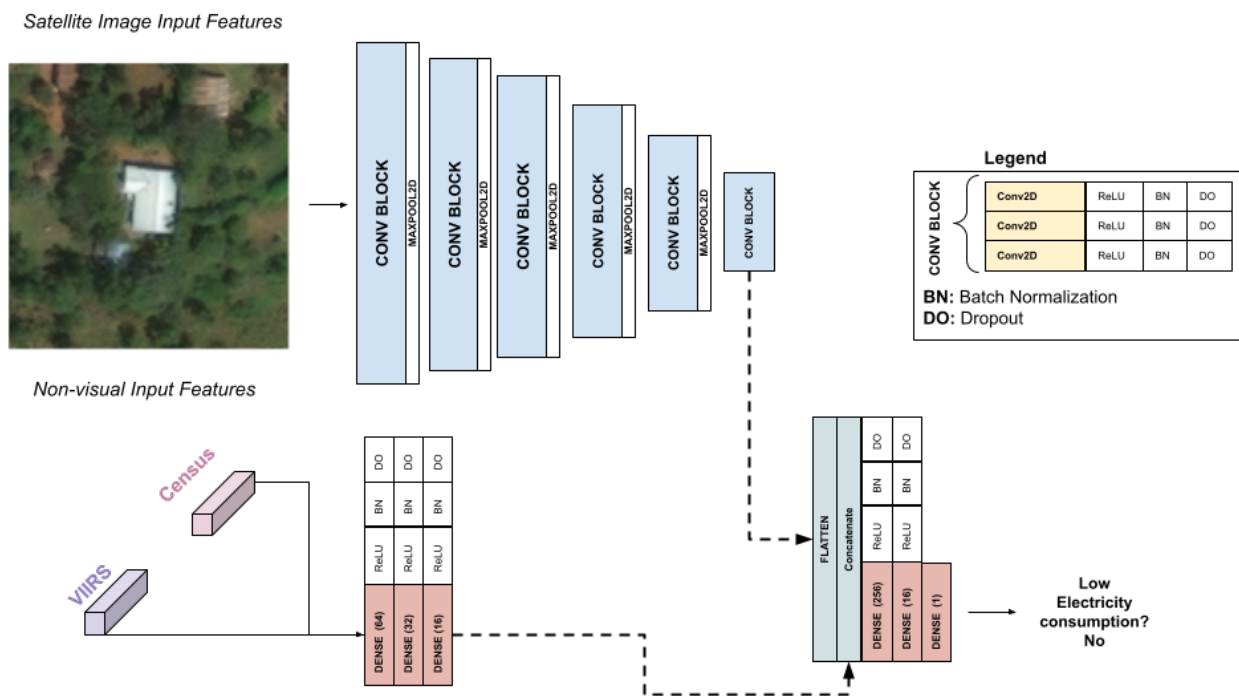 Satellite Image Input Features
CONV BLOCK
MAXPOOL2D
CONV BLOCK
MAXPOOL2D
CONV BLOCK
MAXPOOL2D
CONV BLOCK
MAXPOOL2D
CONV BLOCK
MAXPOOL2D
CONV BLOCK
Legend
CONV BLOCK
Conv2D ReLU BN DO
Conv2D ReLU BN DO
Conv2D ReLU BN DO
BN: Batch Normalization
DO: Dropout
Non-visual Input Features
Census
VIIRS
DENSE (64) ReLU BN DO
DENSE (32) ReLU BN DO
DENSE (16) ReLU BN DO
FLATTEN
Concatenate
DENSE (256) ReLU BN DO
DENSE (16) ReLU BN DO
DENSE (1)
Low
Electricity
consumption?
No